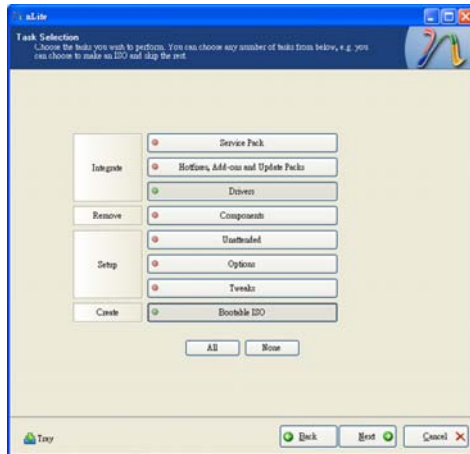 nLite
Task Selection
Choose the tasks you wish to perform. You can choose any number of tasks from below, e.g. you
can choose to make an ISO and skip the rest.
Integrate
Service Pack
Hotfixes, Add-ons and Update Packs
Drivers
Remove
Components
Setup
Unattended
Options
Tweaks
Create
Bootable ISO
All None
Tray Back Next Cancel